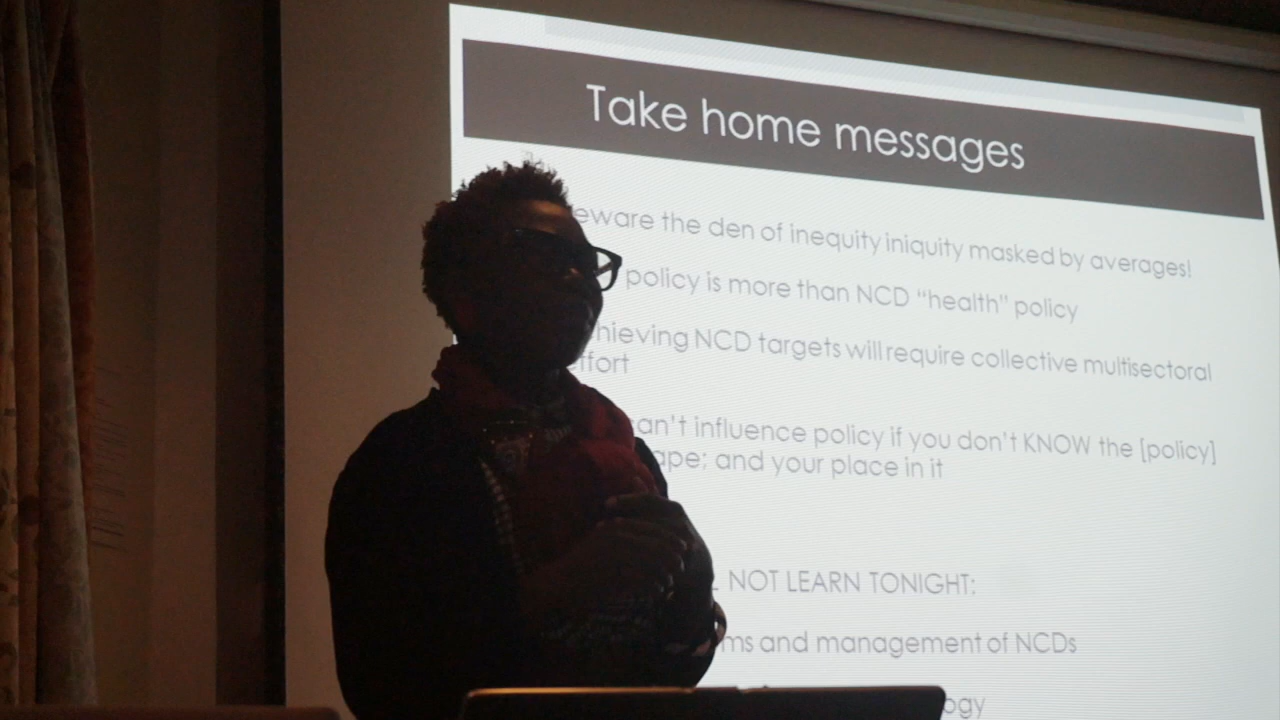 Take home messages
eware the den of inequity iniquity masked by averages!
policy is more than NCD “health” policy
hieving NCD targets will require collective multisectoral
ffort
can't influence policy if you don't KNOW the [policy]
ape; and your place in it
NOT LEARN TONIGHT:
ms and management of NCDs
ogy